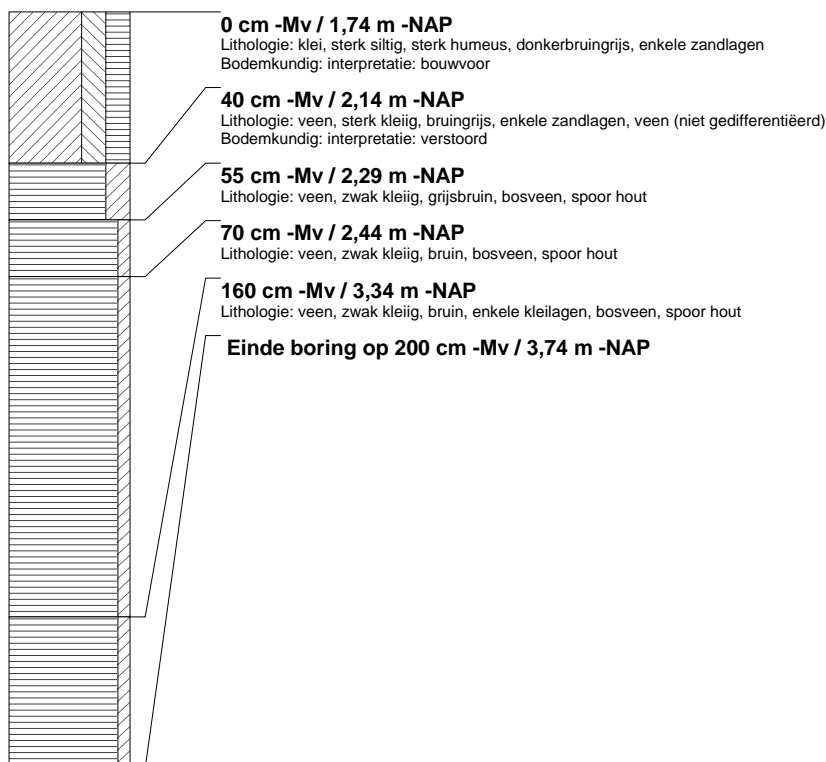 0 cm -Mv / 1,74 m -NAP
Lithologie: klei, sterk siltig, sterk humeus, donkerbruingrijs, enkele zandlagen
Bodemkundig: interpretatie: bouwvoor
40 cm -Mv / 2,14 m -NAP
Lithologie: veen, sterk kleiig, bruingrijs, enkele zandlagen, veen (niet gedifferentiëerd)
Bodemkundig: interpretatie: verstoord
55 cm -Mv / 2,29 m -NAP
Lithologie: veen, zwak kleiig, grijsbruin, bosveen, spoor hout
70 cm -Mv / 2,44 m -NAP
Lithologie: veen, zwak kleiig, bruin, bosveen, spoor hout
160 cm -Mv / 3,34 m -NAP
Lithologie: veen, zwak kleiig, bruin, enkele kleilagen, bosveen, spoor hout
Einde boring op 200 cm -Mv / 3,74 m -NAP